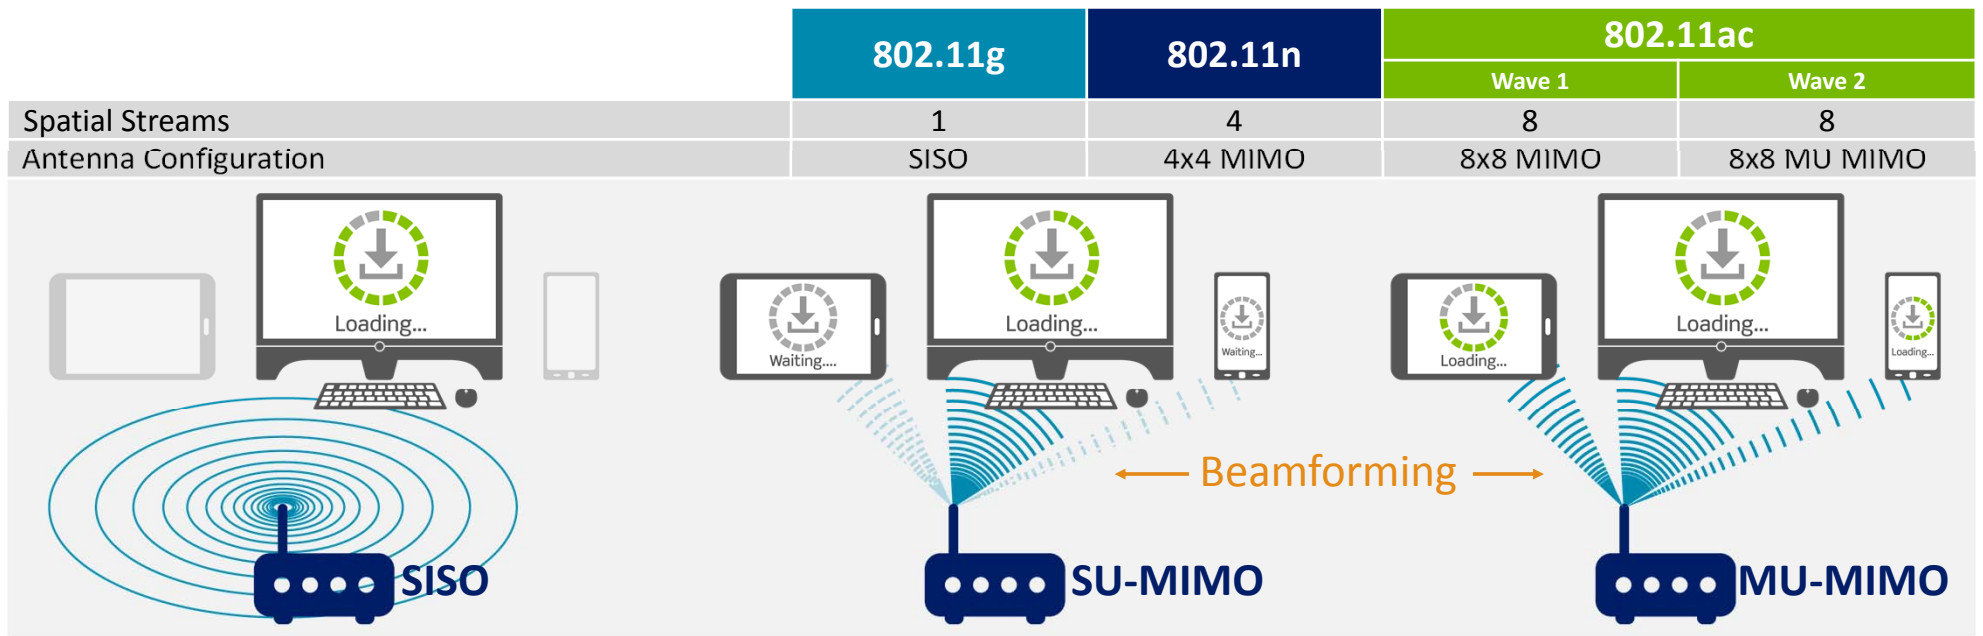 802.11g
802.11n
802.11ac
Wave 1
Wave 2
Spatial Streams 1 4 8 8
Antenna Configuration SISO 4x4 MIMO 8x8 MIMO 8x8 MU MIMO
Loading...
Waiting....
Loading...
Waiting...
Loading...
Loading...
Loading...
Beamforming
SISO
SU-MIMO
MU-MIMO